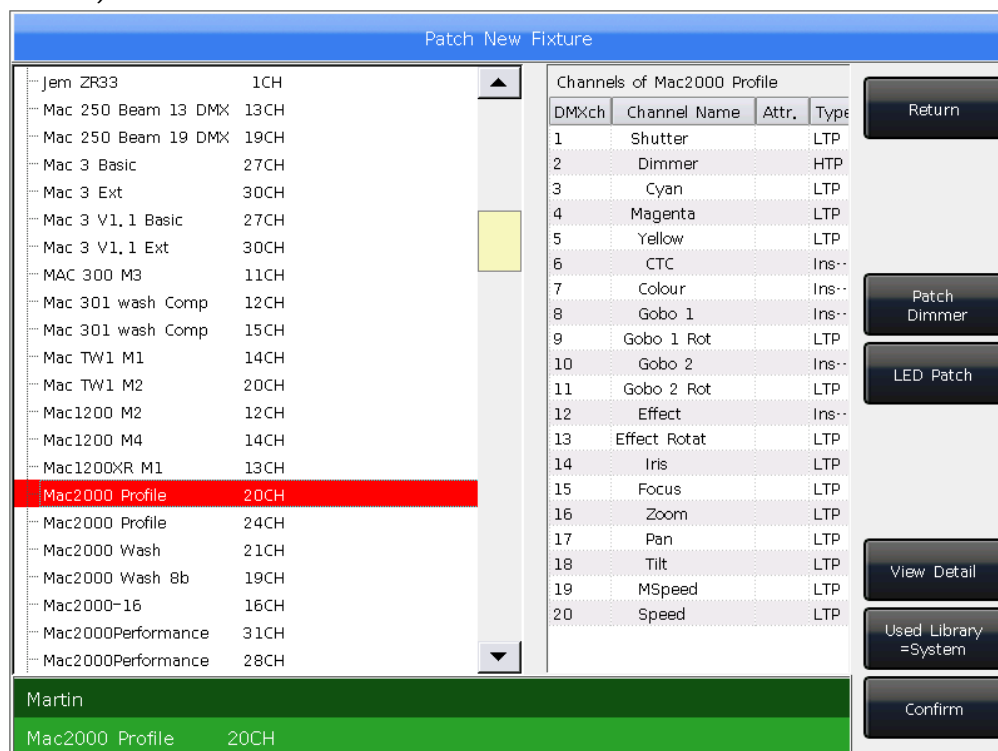 Patch New Fixture
Jem ZR33 1CH
Mac 250 Beam 13 DMX 13CH
Mac 250 Beam 19 DMX 19CH
Mac 3 Basic 27CH
Mac 3 Ext 30CH
Mac 3 V1.1 Basic 27CH
Mac 3 V1.1 Ext 30CH
MAC 300 M3 11CH
Mac 301 wash Comp 12CH
Mac 301 wash Comp 15CH
Mac TW1 M1 14CH
Mac TW1 M2 20CH
Mac1200 M2 12CH
Mac1200 M4 14CH
Mac1200XR M1 13CH
Mac2000 Profile 20CH
Mac2000 Profile 24CH
Mac2000 Wash 21CH
Mac2000 Wash 8b 19CH
Mac2000-16 16CH
Mac2000Performance 31CH
Mac2000Performance 28CH
Channels of Mac2000 Profile
DMXch Channel Name Attr. Type
1 Shutter LTP
2 Dimmer HTP
3 Cyan LTP
4 Magenta LTP
5 Yellow LTP
6 CTC Ins--
7 Colour Ins--
8 Gobo 1 Ins--
9 Gobo 1 Rot LTP
10 Gobo 2 Ins--
11 Gobo 2 Rot LTP
12 Effect Ins--
13 Effect Rotat LTP
14 Iris LTP
15 Focus LTP
16 Zoom LTP
17 Pan LTP
18 Tilt LTP
19 MSpeed LTP
20 Speed LTP
Return
Patch
Dimmer
LED Patch
View Detail
Used Library
=System
Confirm
Martin
Mac2000 Profile 20CH